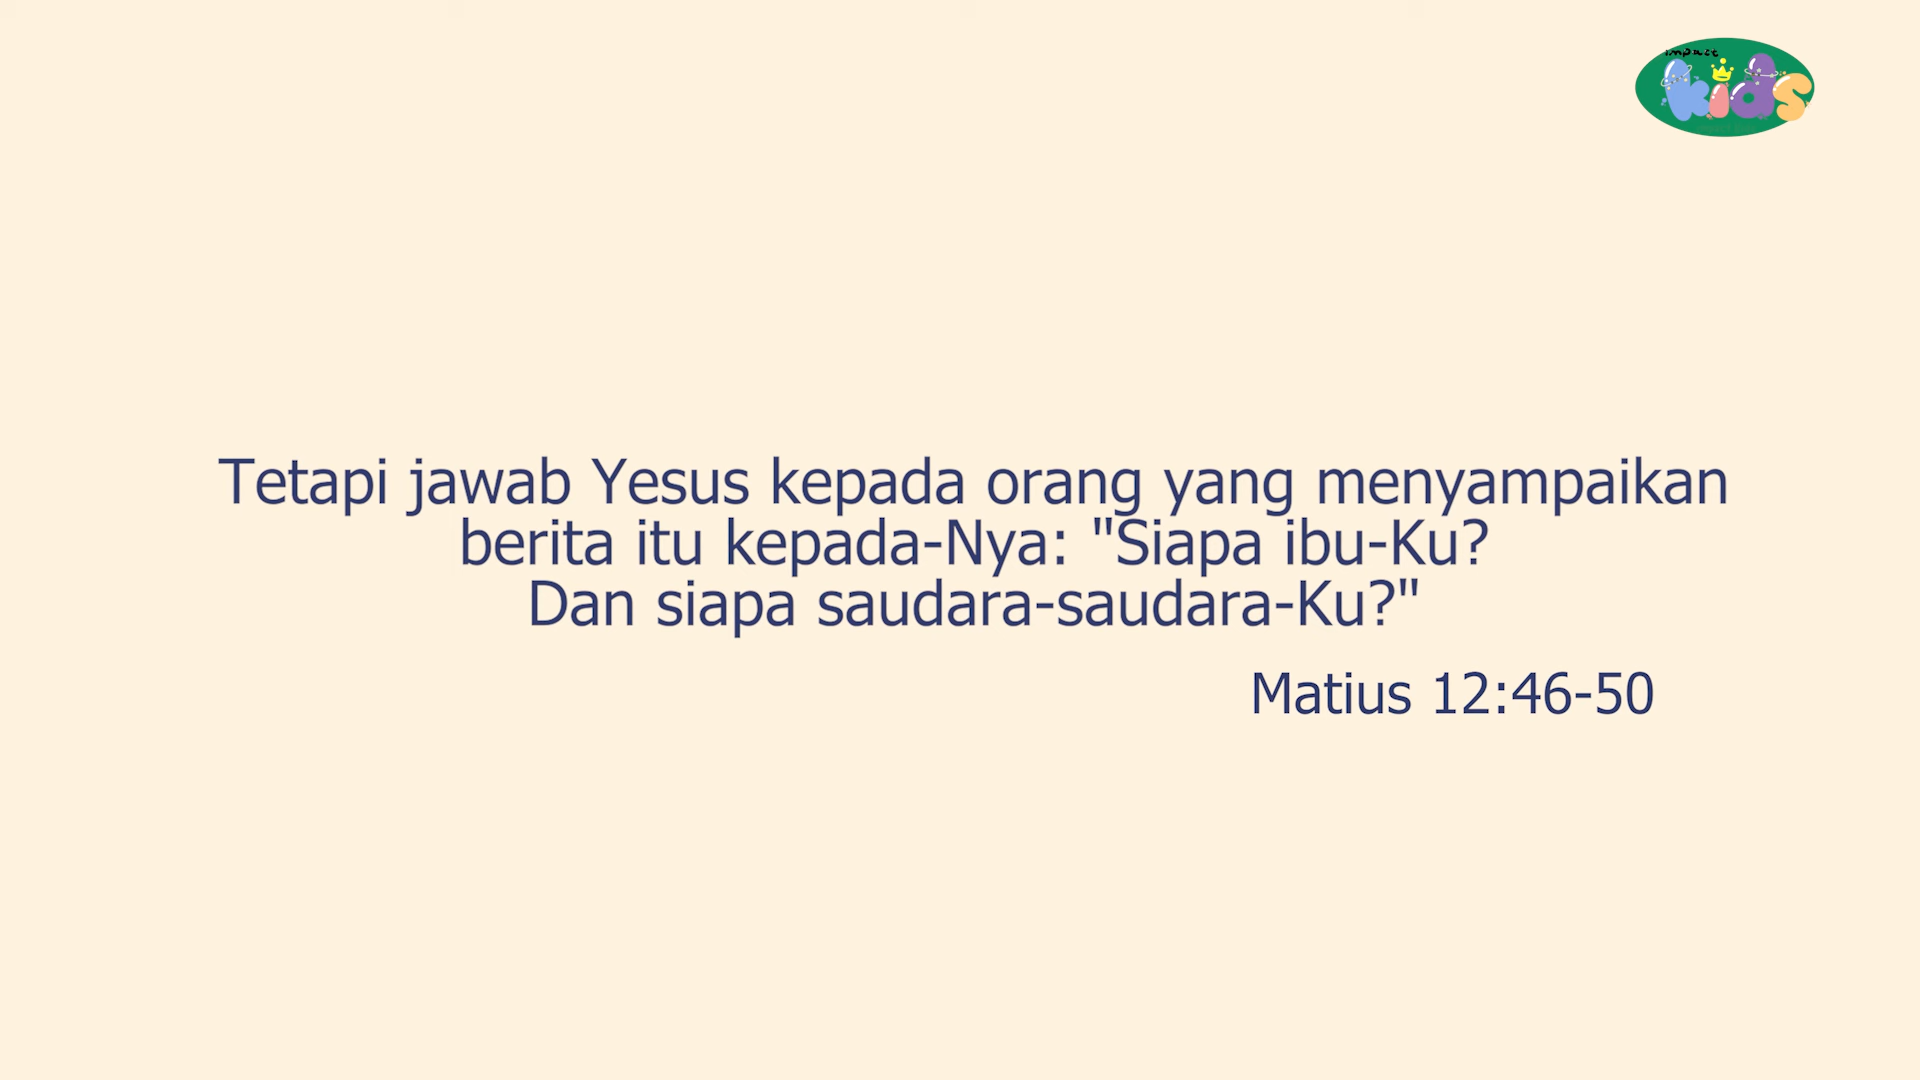 impact
kids
Tetapi jawab Yesus kepada orang yang menyampaikan
berita itu kepada-Nya: "Siapa ibu-Ku?
Dan siapa saudara-saudara-Ku?"
Matius 12:46-50